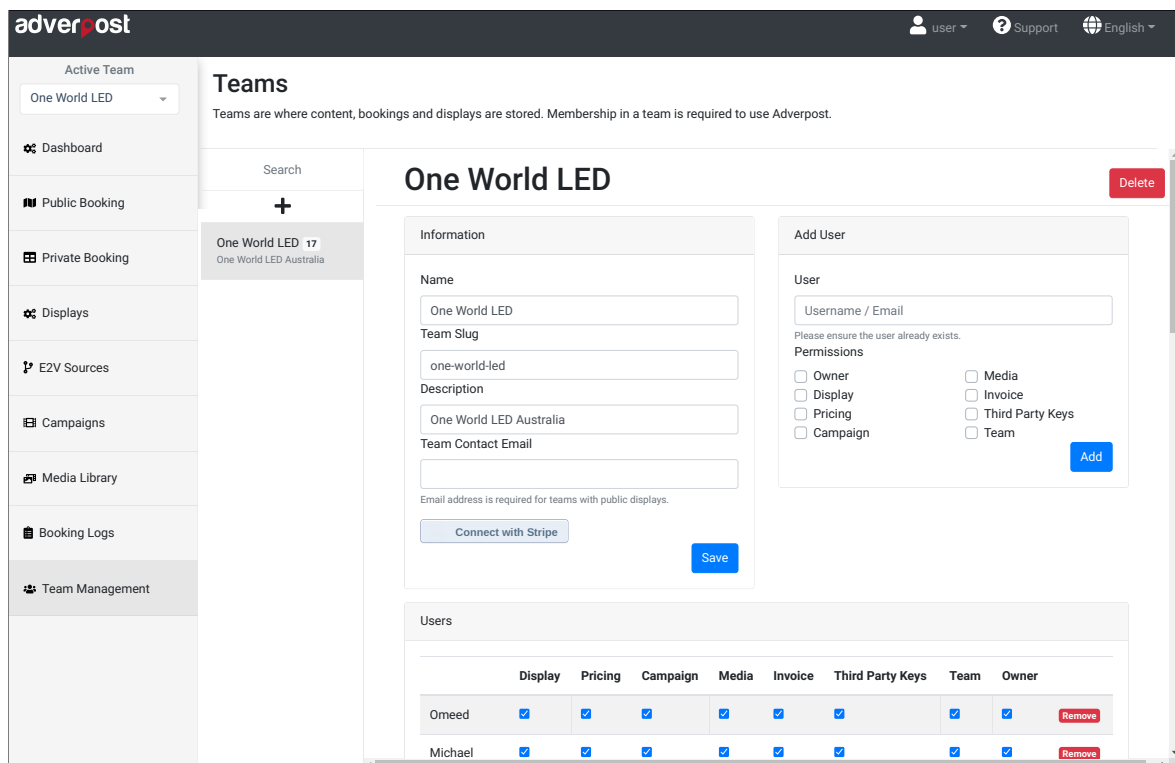 adverpost
user
Support
English
Active Team
One World LED
Dashboard
Public Booking
Private Booking
Displays
E2V Sources
Campaigns
Media Library
Booking Logs
Team Management
Teams
Teams are where content, bookings and displays are stored. Membership in a team is required to use Adverpost.
Search
One World LED 17
One World LED Australia
One World LED
Delete
Information
Name
One World LED
Team Slug
one-world-led
Description
One World LED Australia
Team Contact Email
Email address is required for teams with public displays.
Connect with Stripe
Save
Add User
User
Username / Email
Please ensure the user already exists.
Permissions
Owner Media
Display Invoice
Pricing Third Party Keys
Campaign Team
Add
Users
Display Pricing Campaign Media Invoice Third Party Keys Team Owner
Omeed Remove
Michael Remove